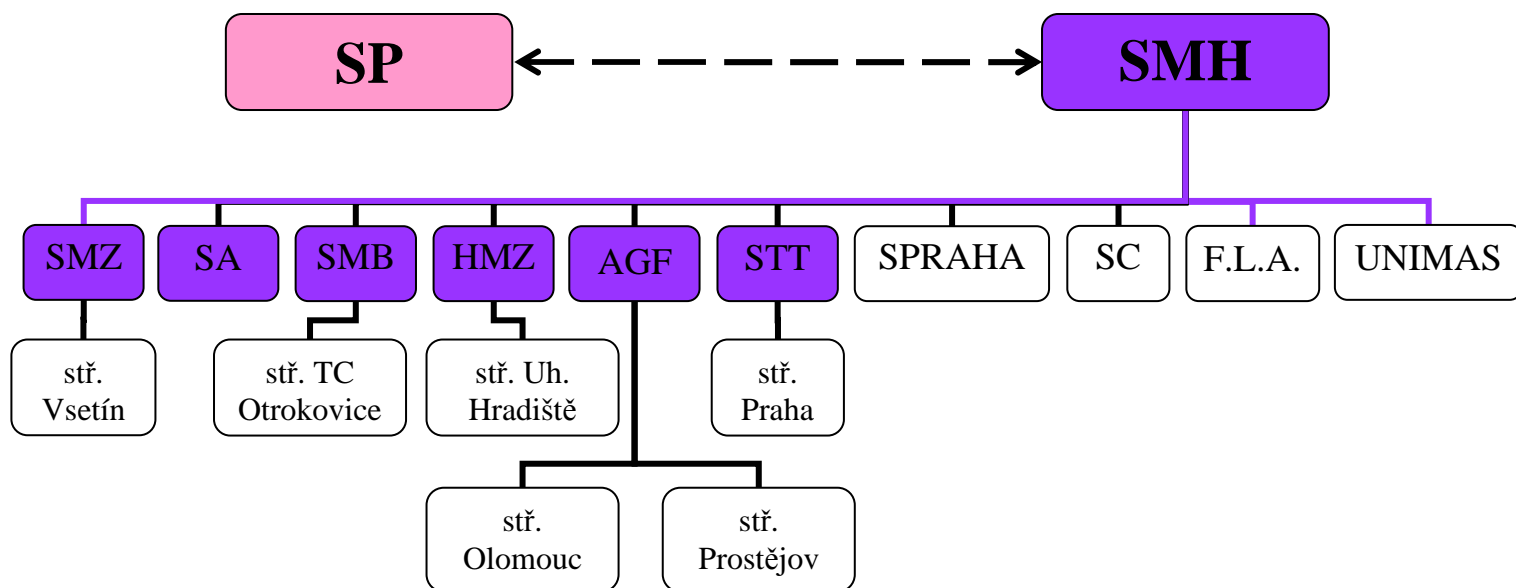 SP
SMH
SMZ
SA
SMB
HMZ
AGF
STT
SPRAHA
SC
F.L.A.
UNIMAS
stř.
Vsetín
stř. TC
Otrokovice
stř. Uh.
Hradiště
stř.
Praha
stř.
Olomouc
stř.
Prostějov